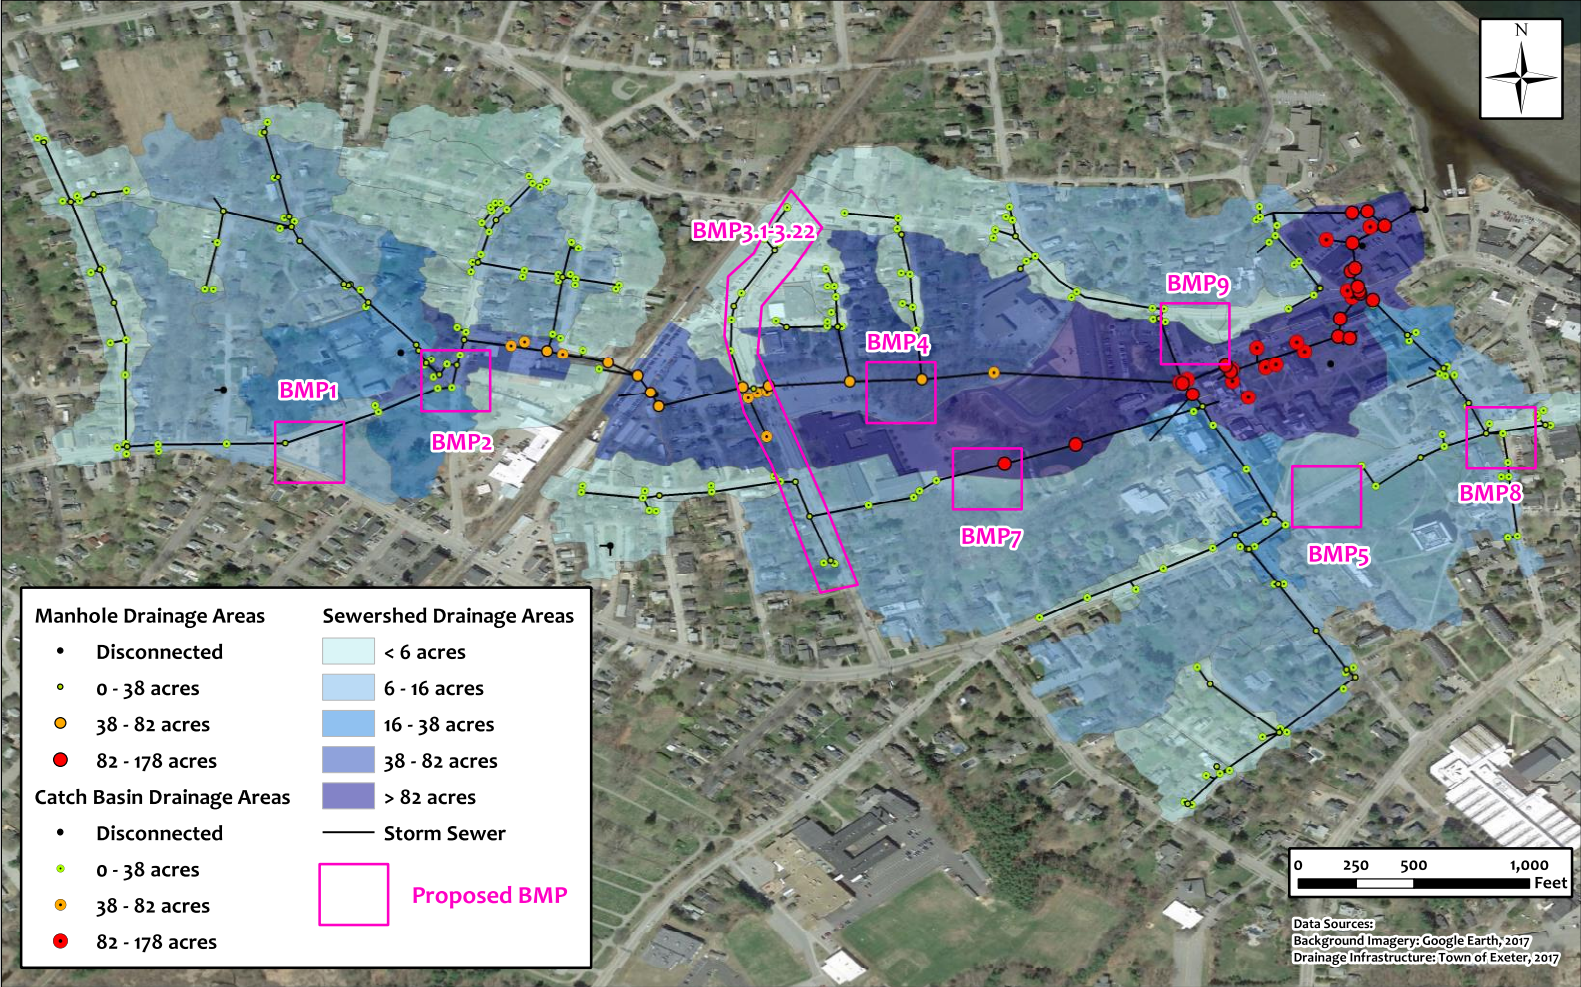 N
BMP3.1-3.22
BMP9
BMP4
BMP1
BMP2
BMP8
BMP7
BMP5
Manhole Drainage Areas
Disconnected
0 - 38 acres
38 - 82 acres
82 - 178 acres
Catch Basin Drainage Areas
Disconnected
0 - 38 acres
38 - 82 acres
82 - 178 acres
Sewershed Drainage Areas
< 6 acres
6 - 16 acres
16 - 38 acres
38 - 82 acres
> 82 acres
Storm Sewer
Proposed BMP
0 250 500 1,000
Feet
Data Sources:
Background Imagery: Google Earth, 2017
Drainage Infrastructure: Town of Exeter, 2017